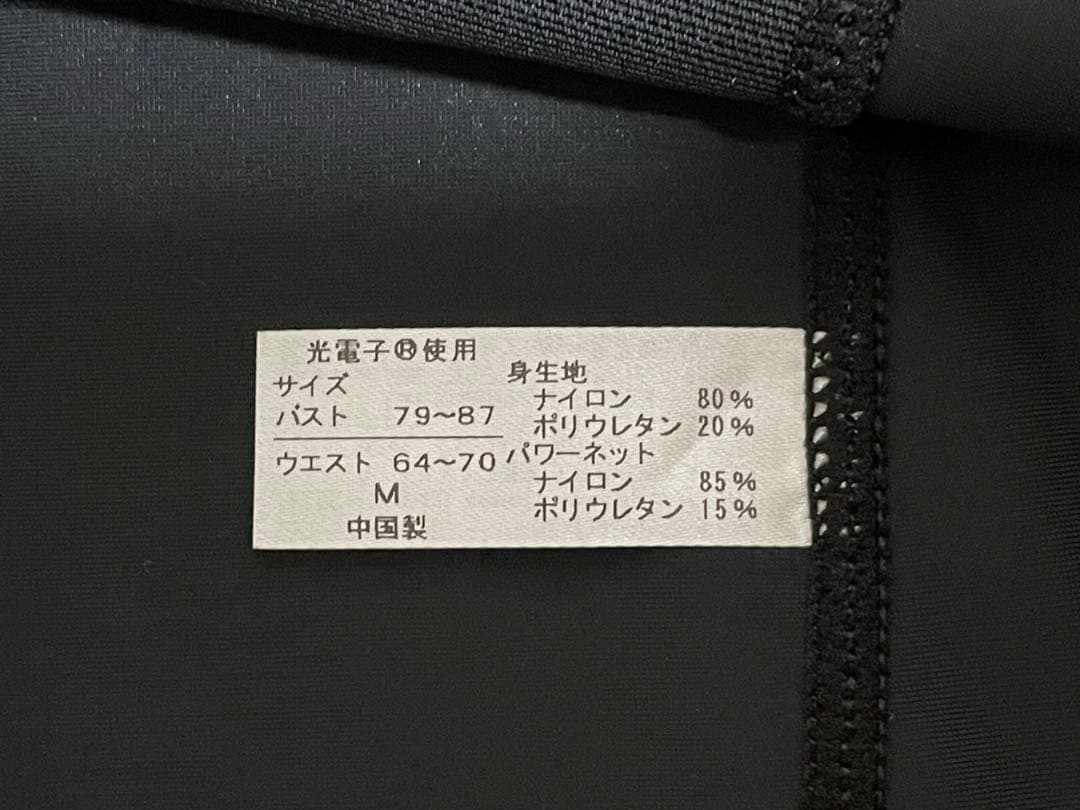 光電子®使用
サイズ
バスト 79~87
ウエスト 64~70
M
中国製
身生地
ナイロン 80%
ポリウレタン 20%
パワーネット
ナイロン 85%
ポリウレタン 15%